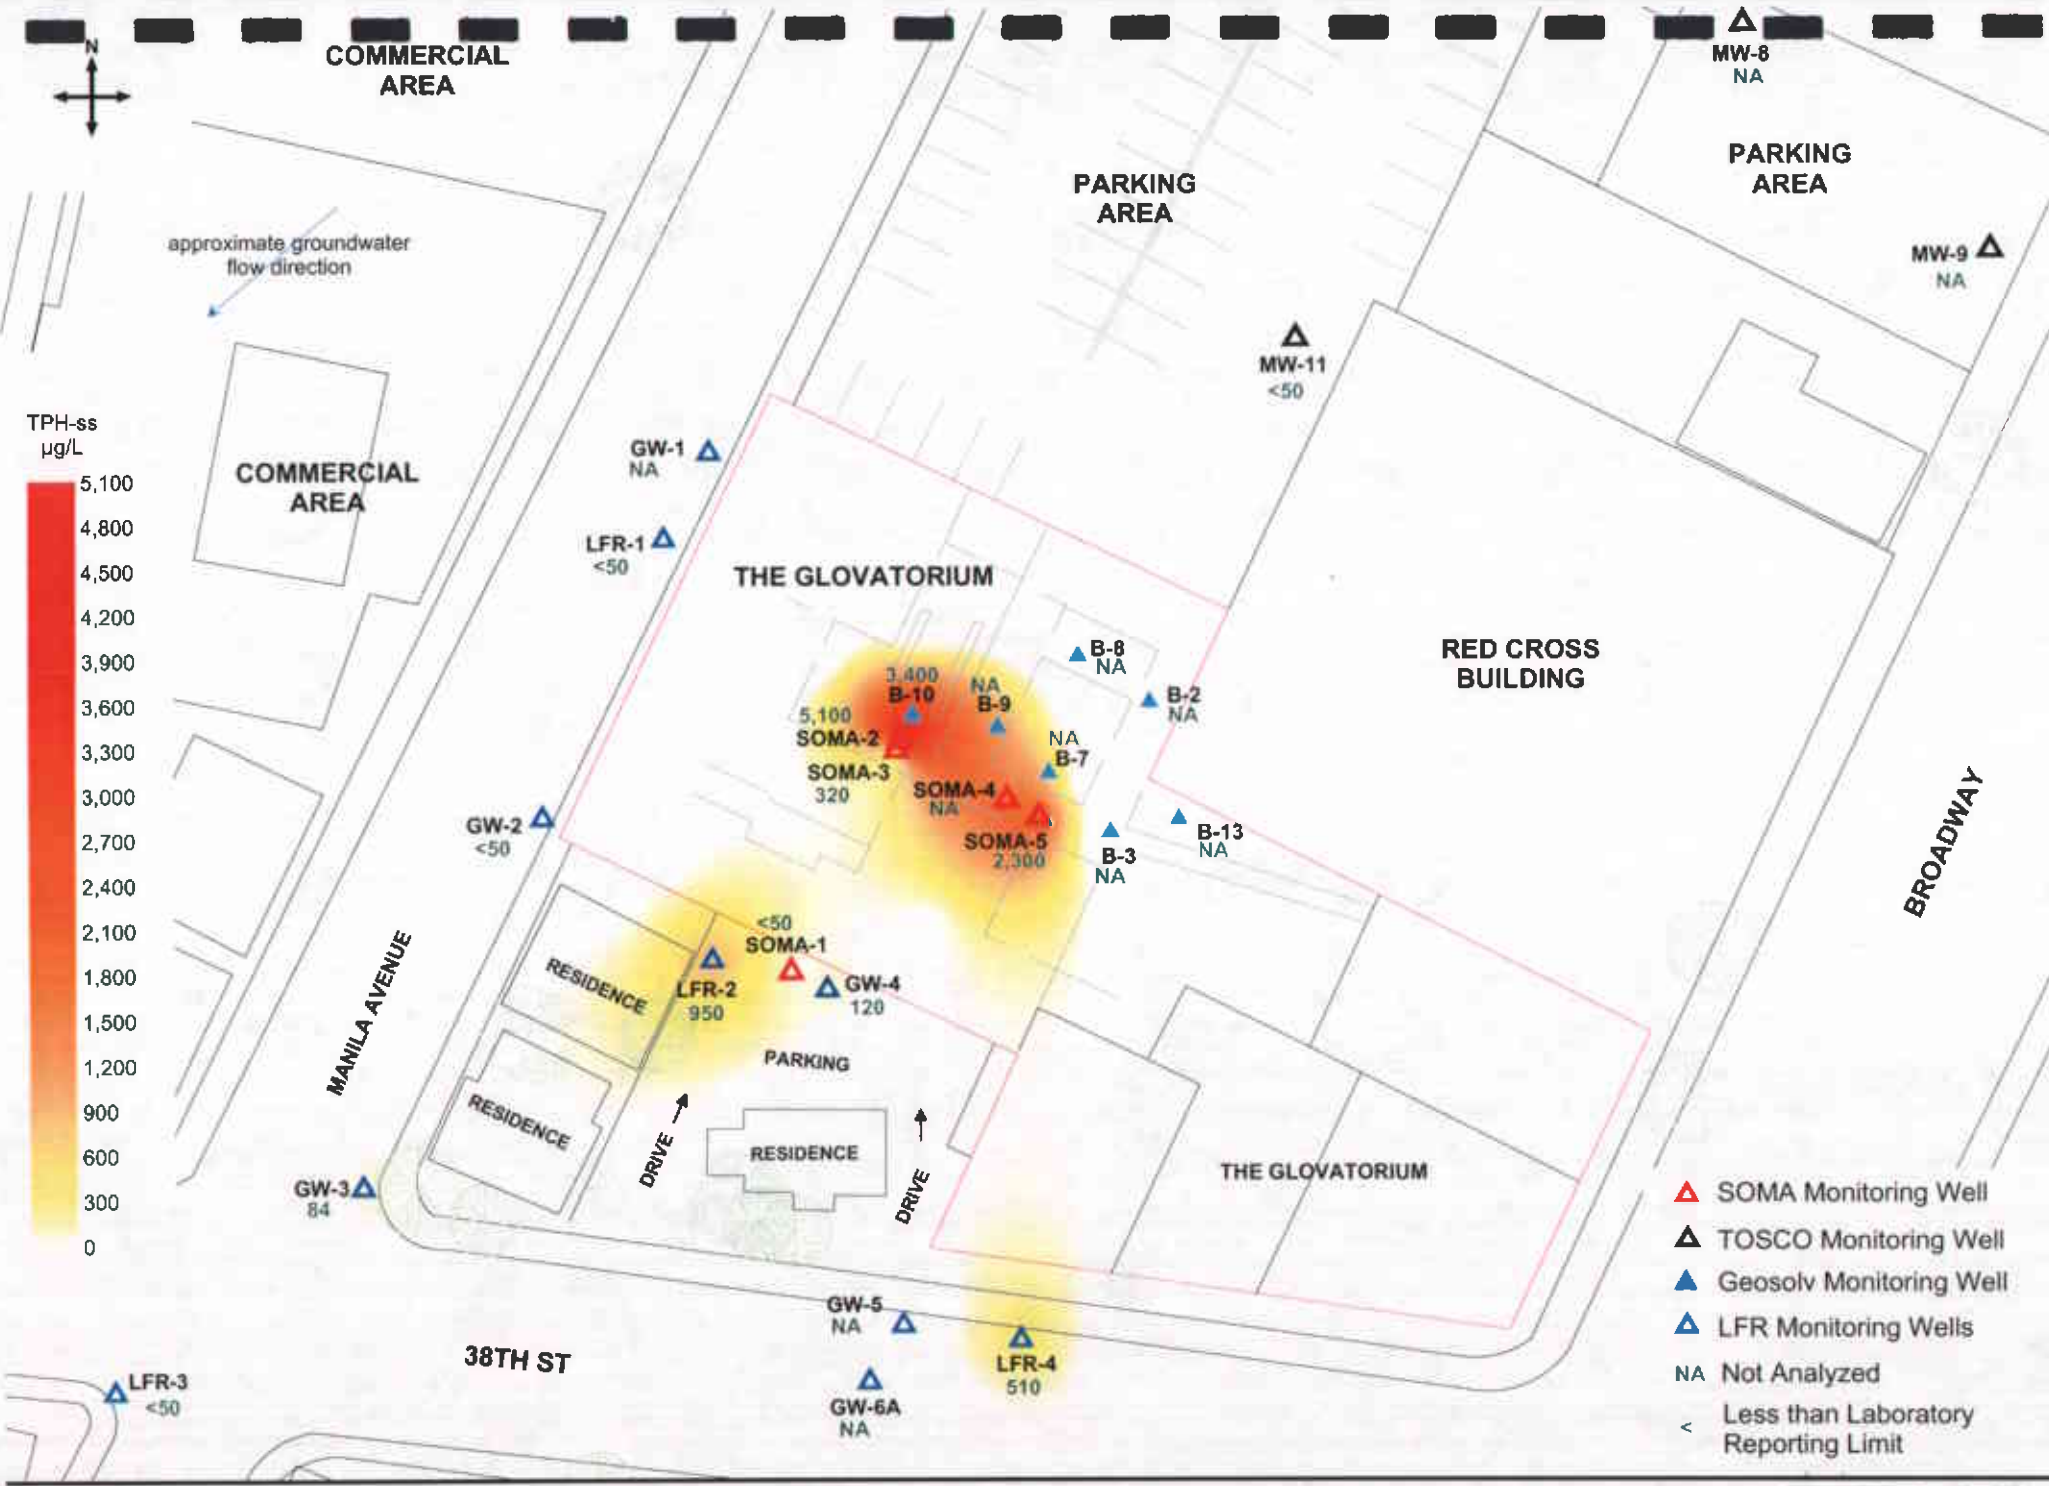 N
COMMERCIAL
AREA
MW-8
NA
PARKING
AREA
PARKING
AREA
approximate groundwater
flow direction
MW-9
NA
MW-11
<50
TPH-ss
µg/L
5,100
4,800
4,500
4,200
3,900
3,600
3,300
3,000
2,700
2,400
2,100
1,800
1,500
1,200
900
600
300
0
COMMERCIAL
AREA
GW-1
NA
LFR-1
<50
THE GLOVATORIUM
RED CROSS
BUILDING
B-8
NA
3,400
B-10
NA
B-9
B-2
NA
5,100
SOMA-2
NA
B-7
SOMA-3
320
SOMA-4
NA
SOMA-5
2,300
B-3
NA
B-13
NA
GW-2
<50
BROADWAY
<50
SOMA-1
RESIDENCE
LFR-2
950
GW-4
120
MANILA AVENUE
PARKING
RESIDENCE
DRIVE
RESIDENCE
DRIVE
THE GLOVATORIUM
GW-3
84
GW-5
NA
LFR-4
510
GW-6A
NA
38TH ST
LFR-3
<50
SOMA Monitoring Well
TOSCO Monitoring Well
Geosolv Monitoring Well
LFR Monitoring Wells
NA Not Analyzed
< Less than Laboratory
Reporting Limit